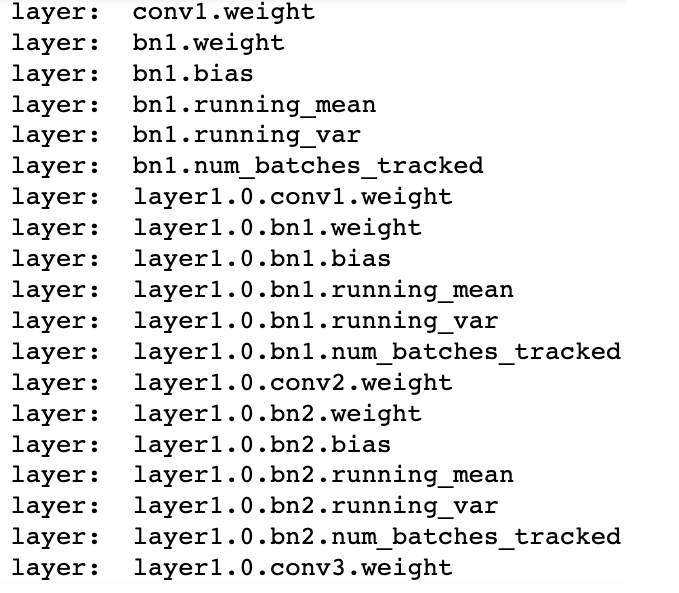 layer:  conv1.weight
layer:  bn1.weight
layer:  bn1.bias
layer:  bn1.running_mean
layer:  bn1.running_var
layer:  bn1.num_batches_tracked
layer:  layer1.0.conv1.weight
layer:  layer1.0.bn1.weight
layer:  layer1.0.bn1.bias
layer:  layer1.0.bn1.running_mean
layer:  layer1.0.bn1.running_var
layer:  layer1.0.bn1.num_batches_tracked
layer:  layer1.0.conv2.weight
layer:  layer1.0.bn2.weight
layer:  layer1.0.bn2.bias
layer:  layer1.0.bn2.running_mean
layer:  layer1.0.bn2.running_var
layer:  layer1.0.bn2.num_batches_tracked
layer:  layer1.0.conv3.weight